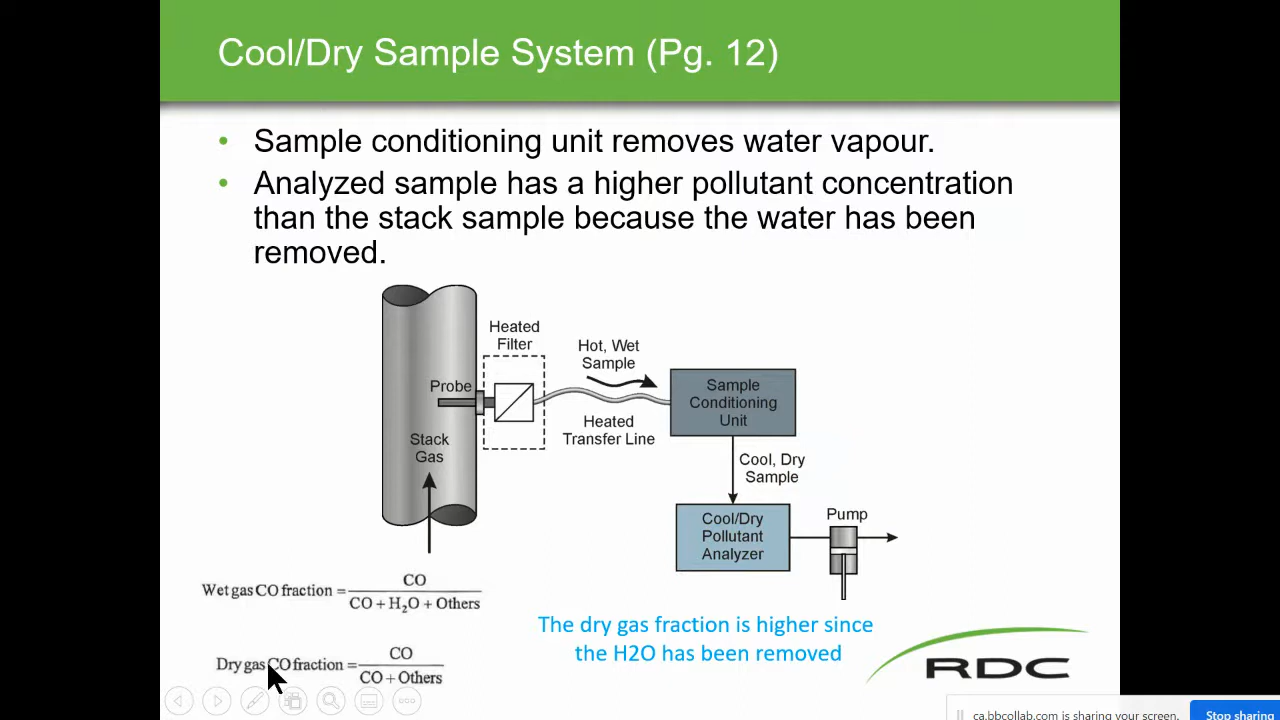 Cool/Dry Sample System (Pg. 12)
• Sample conditioning unit removes water vapour.
• Analyzed sample has a higher pollutant concentration
than the stack sample because the water has been
removed.
Heated
Filter
Hot, Wet
Sample
Probe
Sample
Conditioning
Unit
Heated
Transfer Line
Stack
Gas
Cool, Dry
Sample
Cool/Dry
Pollutant
Analyzer
Pump
Wet gas CO fraction = CO / CO + H₂O + Others
The dry gas fraction is higher since
the H2O has been removed
Dry gas CO fraction = CO / CO + Others
RDC
ca.bbcollab.com is sharing your screen.
Stop sharing